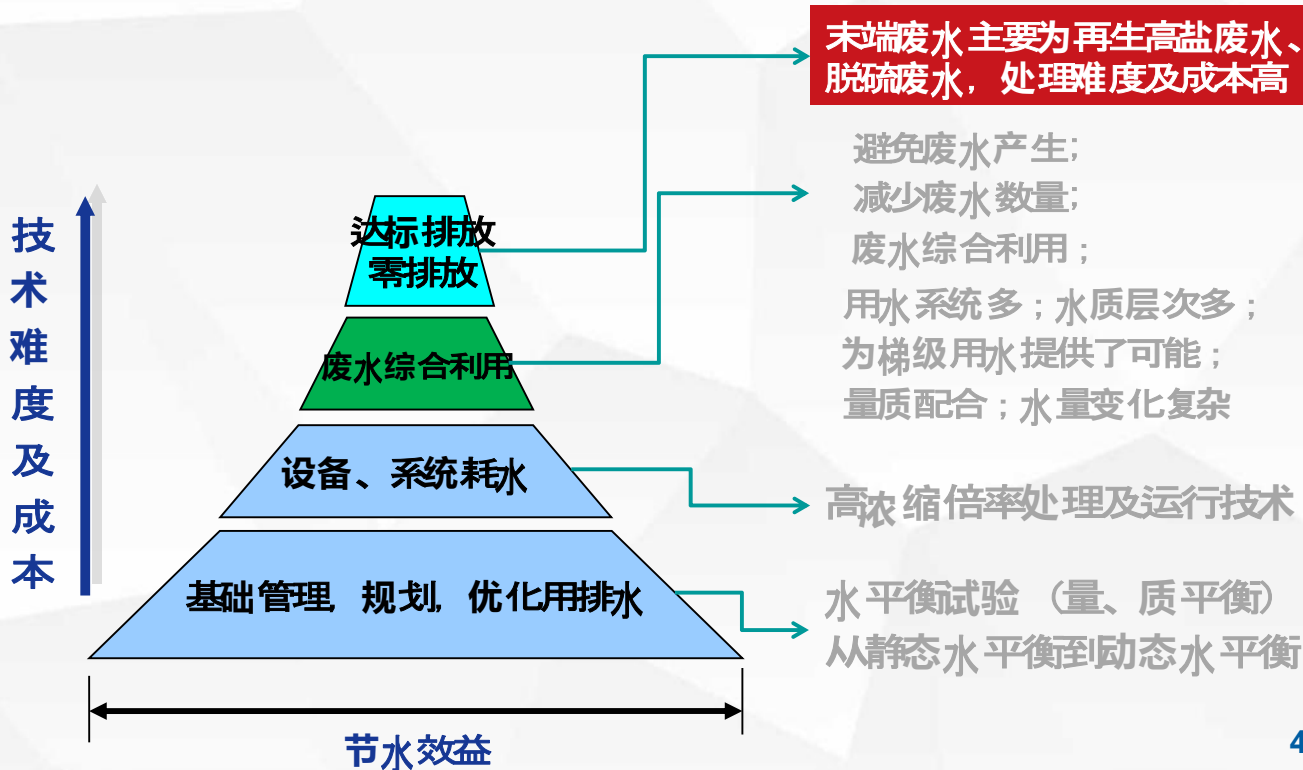 末端废水主要为再生高盐废水、
脱硫废水，处理难度及成本高
避免废水产生；
减少废水数量；
废水综合利用；
用水系统多；水质层次多；
为梯级用水提供了可能；
量质配合；水量变化复杂
高浓缩倍率处理及运行技术
水平衡试验（量、质平衡）
从静态水平衡到动态水平衡
技术难度及成本
达标排放
零排放
废水综合利用
设备、系统耗水
基础管理，规划，优化用排水
节水效益
4